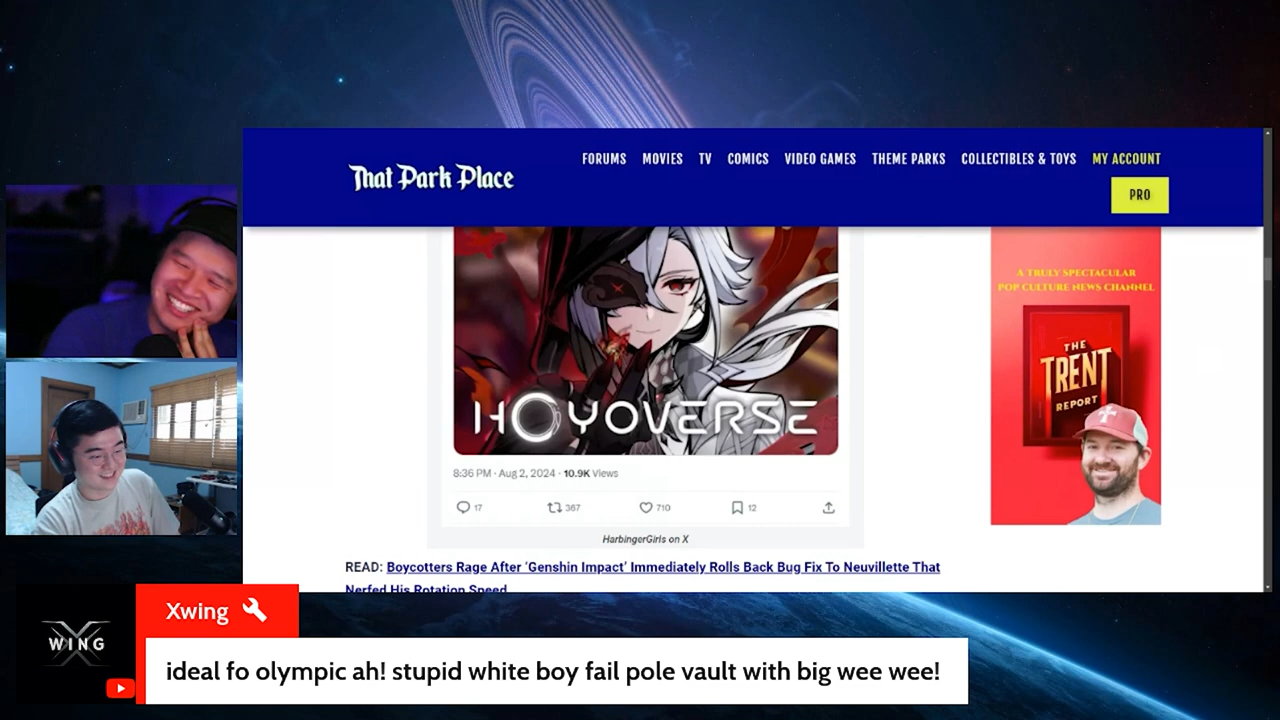 FORUMS MOVIES TV COMICS VIDEO GAMES THEME PARKS COLLECTIBLES & TOYS MY ACCOUNT
That Park Place
PRO
HOYOVERSE
8:36 PM · Aug 2, 2024 · 10.9K Views
17 367 710 12
HarbingerGirls on X
READ: Boycotters Rage After ‘Genshin Impact’ Immediately Rolls Back Bug Fix To Neuvillette That
Nerfed His Rotation Speed
A TRULY SPECTACULAR
POP CULTURE NEWS CHANNEL
THE
TRENT
REPORT
Xwing
X
WING
ideal fo olympic ah! stupid white boy fail pole vault with big wee wee!